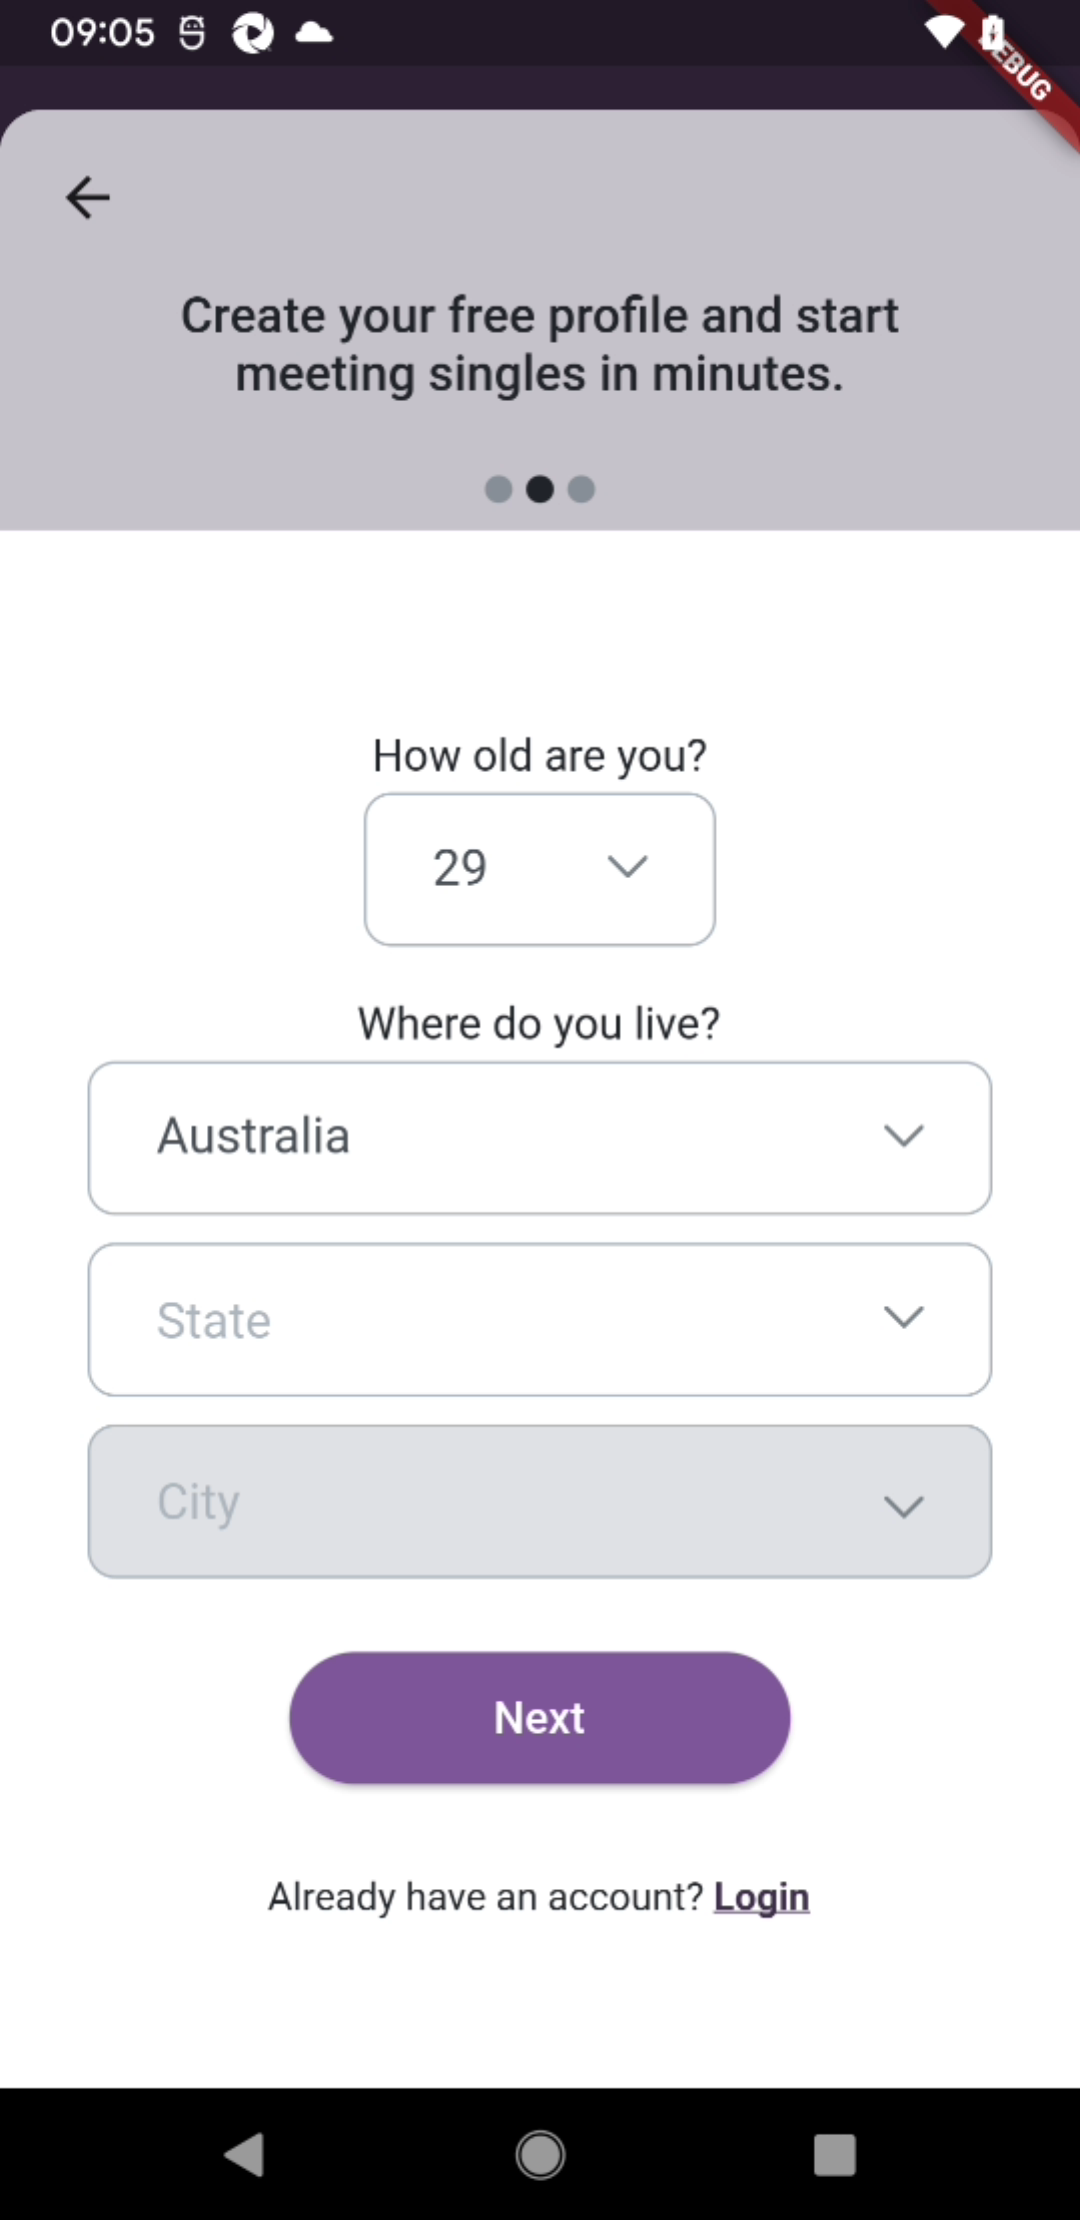 09:05
Create your free profile and start
meeting singles in minutes.
How old are you?
29
Where do you live?
Australia
State
City
Next
Already have an account? Login